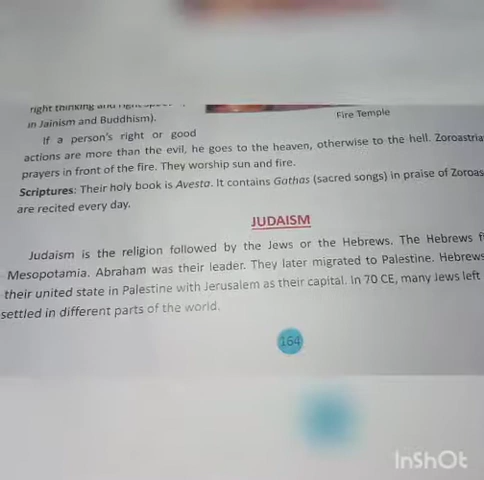 right thinking and right
in Jainism and Buddhism).
Fire Temple
If a person's right or good
actions are more than the evil, he goes to the heaven, otherwise to the hell. Zoroastria
prayers in front of the fire. They worship sun and fire.
Scriptures: Their holy book is Avesta. It contains Gathas (sacred songs) in praise of Zoroas
are recited every day.
JUDAISM
Judaism is the religion followed by the Jews or the Hebrews. The Hebrews f
Mesopotamia. Abraham was their leader. They later migrated to Palestine. Hebrews
their united state in Palestine with Jerusalem as their capital. In 70 CE, many Jews left
settled in different parts of the world.
164
InShOt